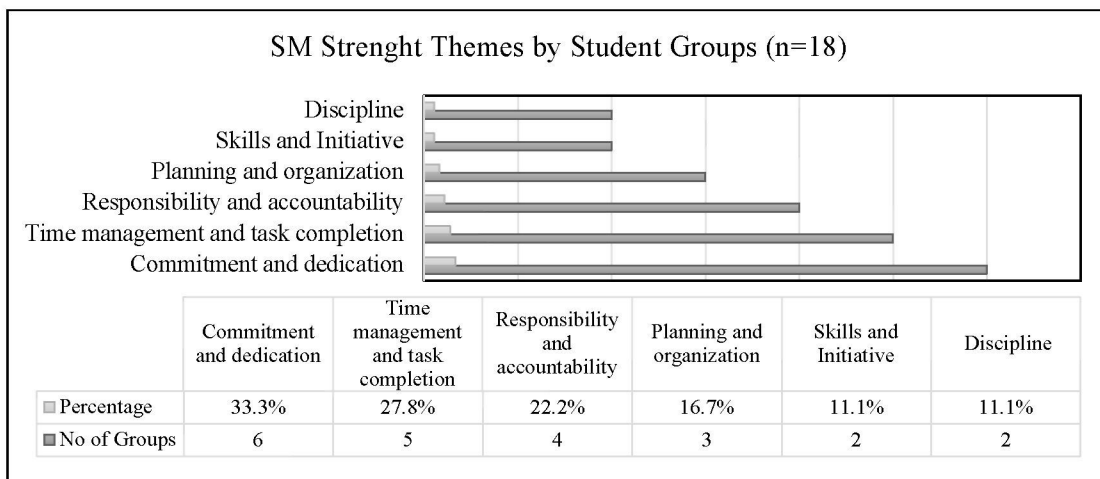 SM Strenght Themes by Student Groups (n=18)
Discipline
Skills and Initiative
Planning and organization
Responsibility and accountability
Time management and task completion
Commitment and dedication
Commitment
and dedication
Time
management
and task
completion
Responsibility
and
accountability
Planning and
organization
Skills and
Initiative
Discipline
Percentage 33.3% 27.8% 22.2% 16.7% 11.1% 11.1%
No of Groups 6 5 4 3 2 2